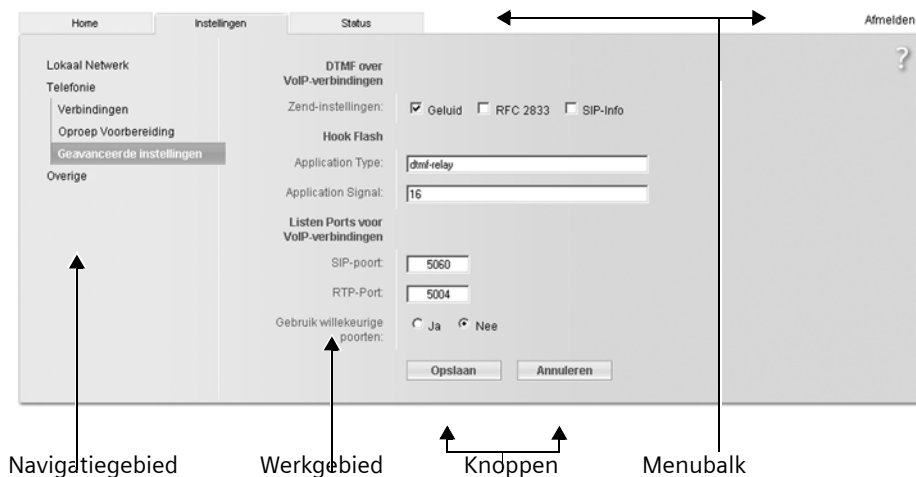 Home Instellingen Status Afmelden
?
Lokaal Netwerk
Telefonie
Verbindingen
Oproep Voorbereiding
Geavanceerde instellingen
Overige
DTMF over
VoIP-verbindingen
Zend-instellingen: Geluid RFC 2833 SIP-Info
Hook Flash
Application Type: dtmf-relay
Application Signal: 16
Listen Ports voor
VoIP-verbindingen
SIP-poort: 5060
RTP-Port: 5004
Gebruik willekeurige
poorten: Ja Nee
Opslaan Annuleren
Navigatiegebied Werkgebied Knoppen Menubalk